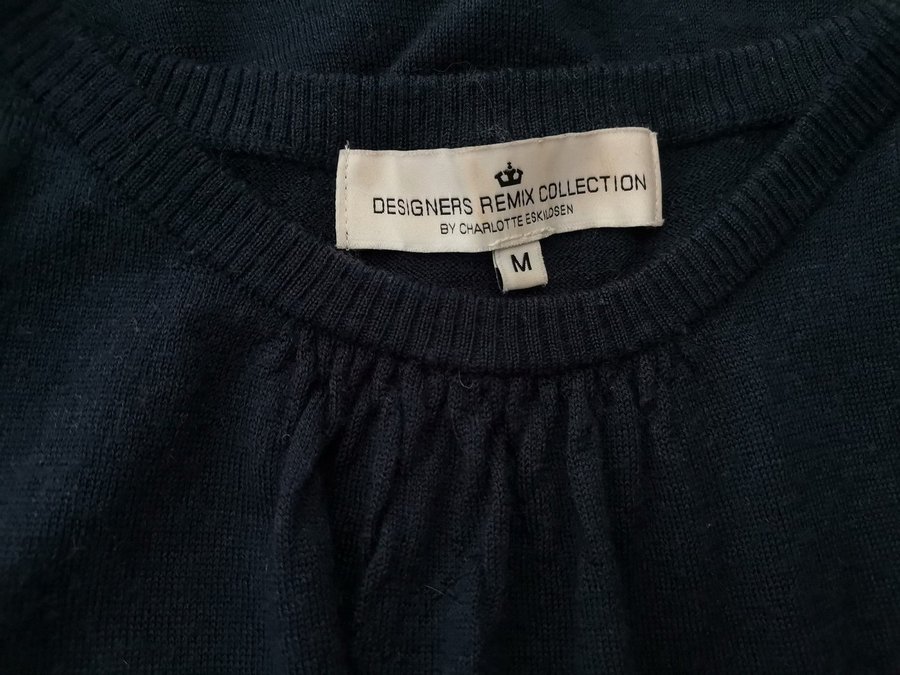 DESIGNERS REMIX COLLECTION
BY CHARLOTTE ESKILDSEN
M